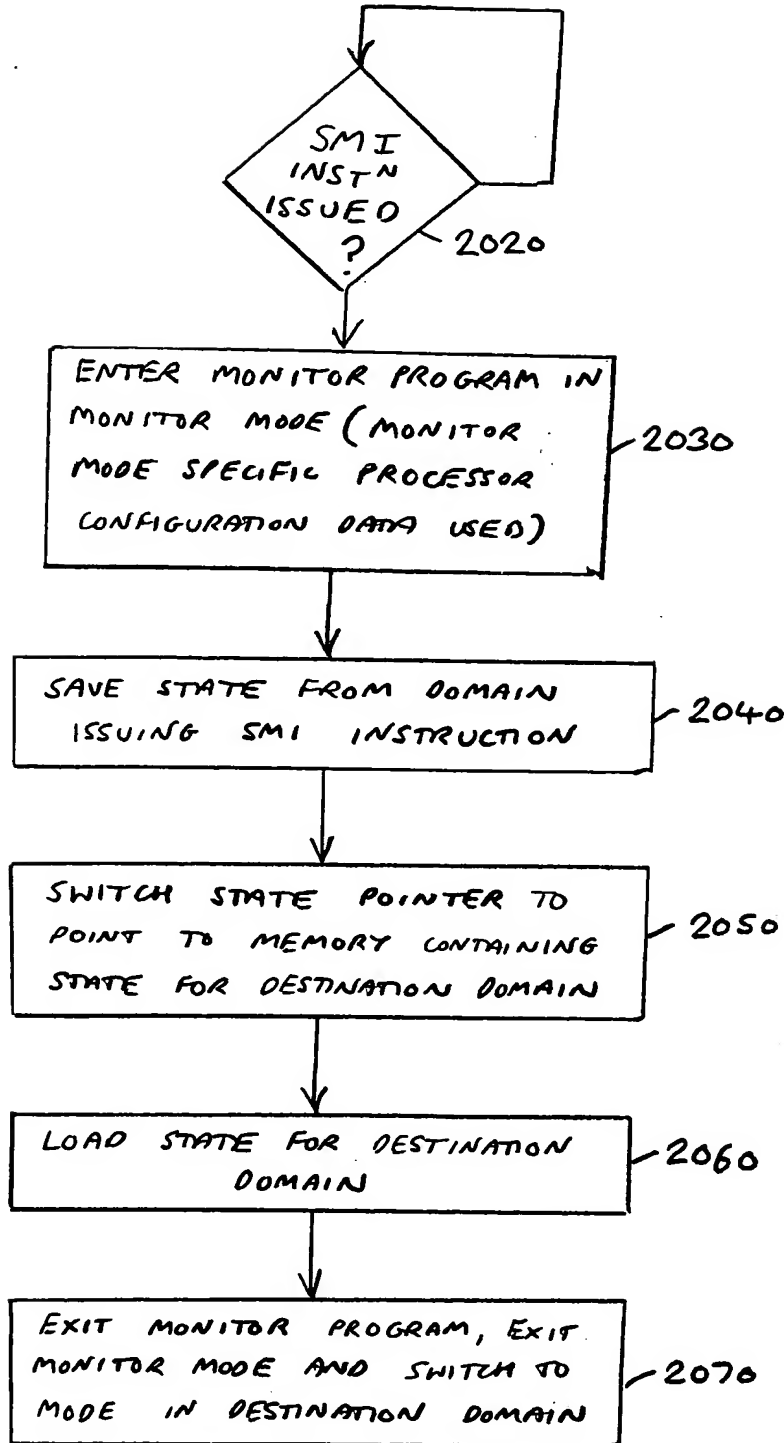 SMI
INSTN
ISSUED
?
2020
ENTER MONITOR PROGRAM IN
MONITOR MODE (MONITOR
MODE SPECIFIC PROCESSOR
CONFIGURATION DATA USED)
2030
SAVE STATE FROM DOMAIN
ISSUING SMI INSTRUCTION
2040
SWITCH STATE POINTER TO
POINT TO MEMORY CONTAINING
STATE FOR DESTINATION DOMAIN
2050
LOAD STATE FOR DESTINATION
DOMAIN
2060
EXIT MONITOR PROGRAM, EXIT
MONITOR MODE AND SWITCH TO
MODE IN DESTINATION DOMAIN
2070